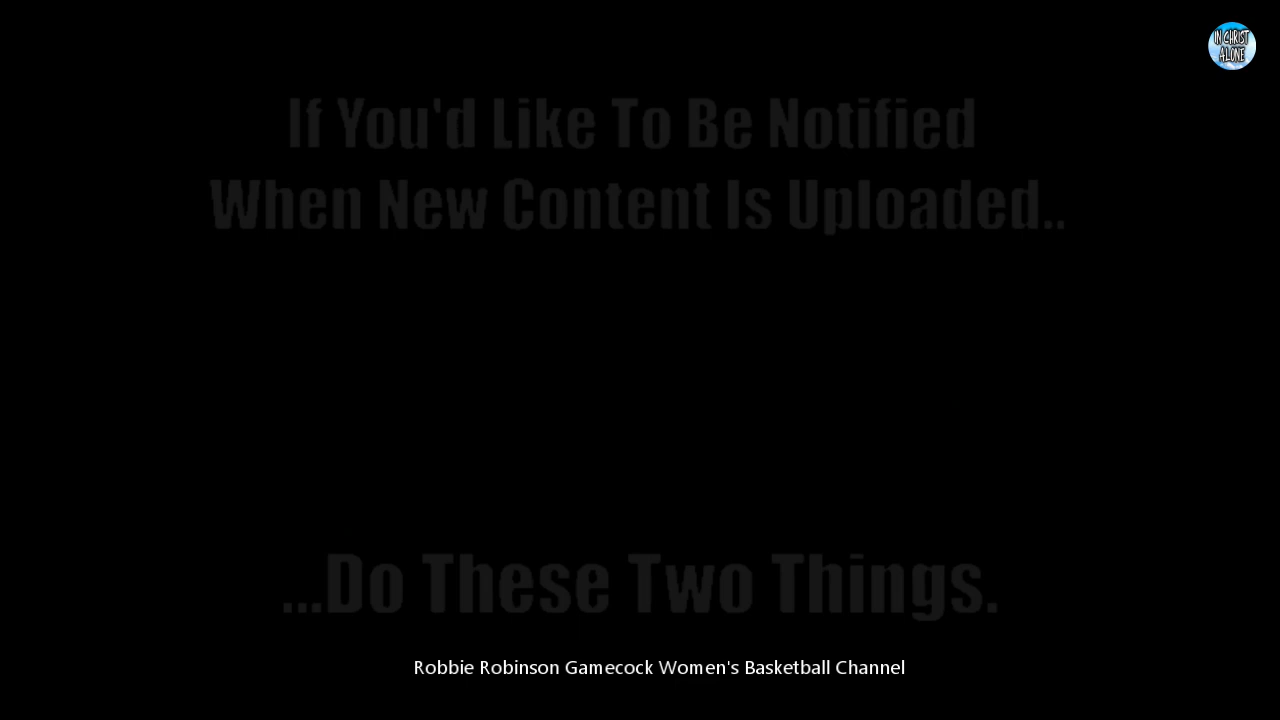 IN CHRIST
ALONE
If You'd Like To Be Notified
When New Content Is Uploaded..
...Do These Two Things.
Robbie Robinson Gamecock Women's Basketball Channel